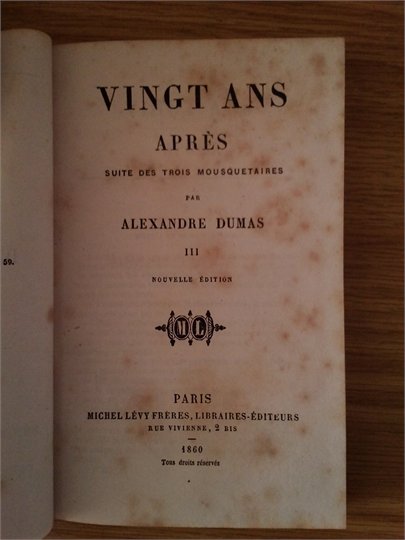 VINGT ANS
APRÈS
SUITE DES TROIS MOUSQUETAIRES
PAR
ALEXANDRE DUMAS
III
NOUVELLE ÉDITION
59.
ML
PARIS
MICHEL LÉVY FRÈRES, LIBRAIRES-ÉDITEURS
RUE VIVIENNE, 2 BIS
1860
Tous droits réservés